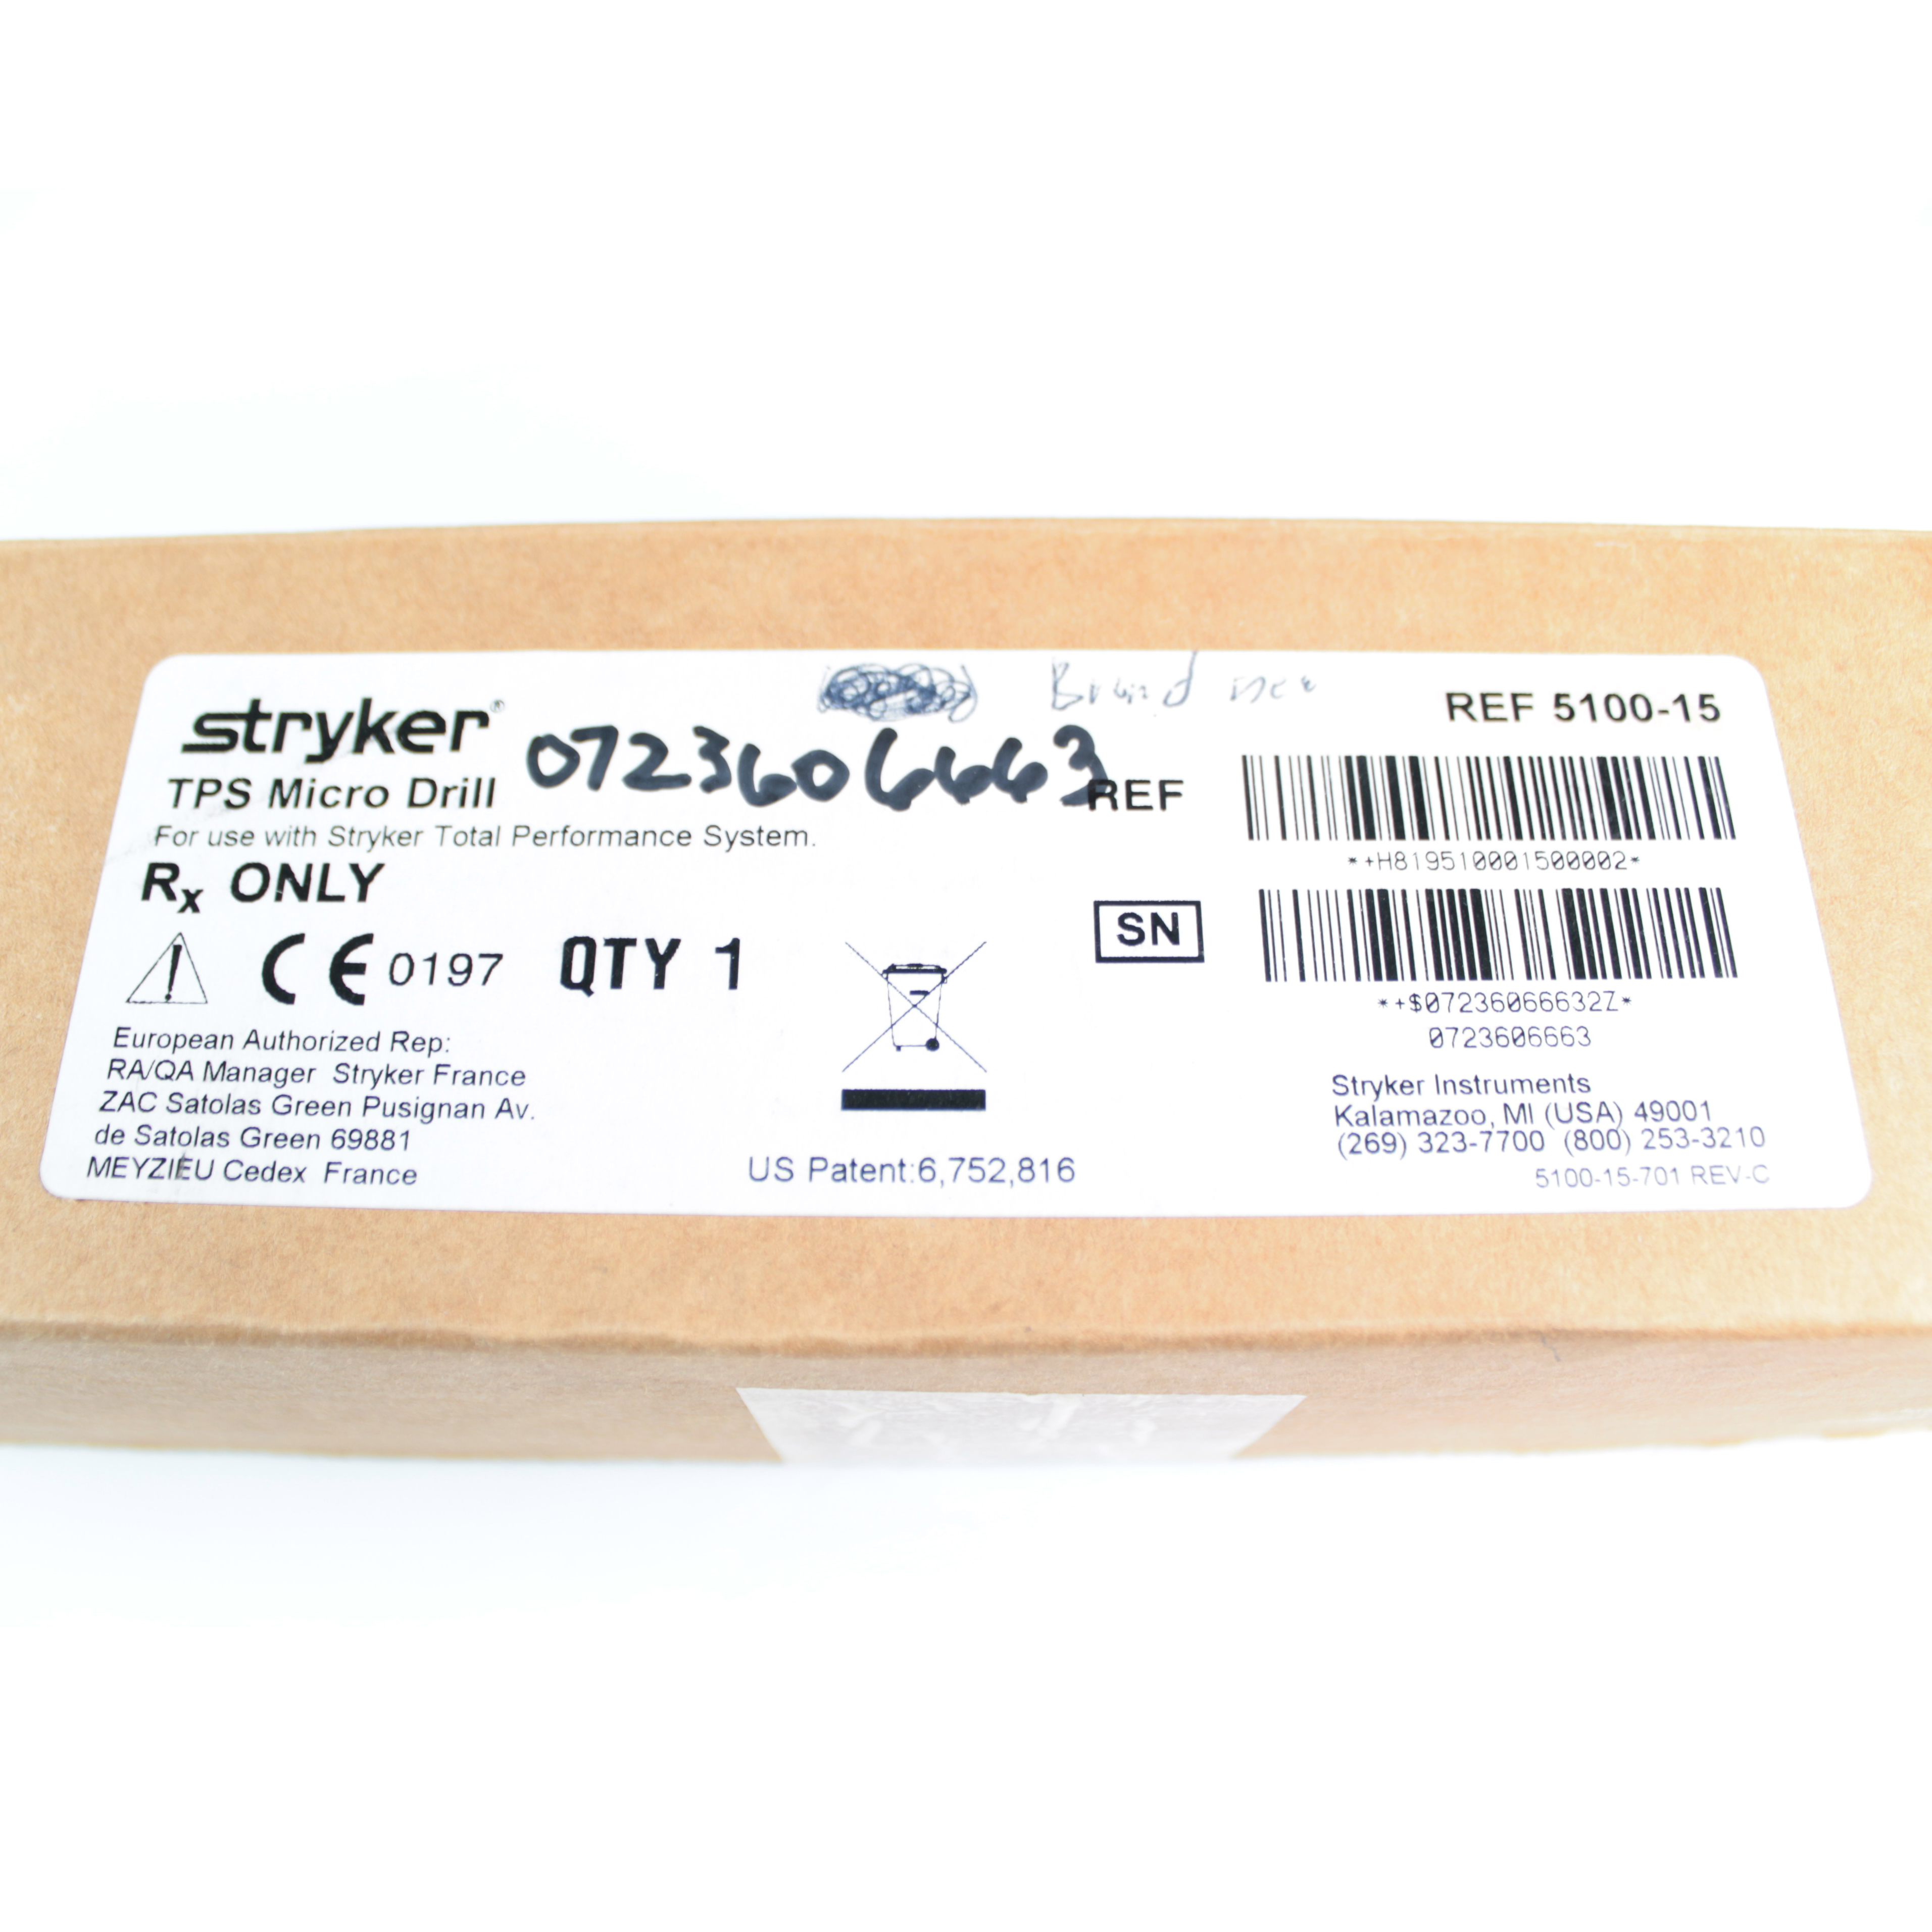 Brand new
REF 5100-15
stryker®
0723606663
TPS Micro Drill
REF
For use with Stryker Total Performance System.
*+H819510001500002*
Rx ONLY
SN
CE 0197 QTY 1
*+$07236066632Z*
0723606663
European Authorized Rep:
RA/QA Manager Stryker France
ZAC Satolas Green Pusignan Av.
de Satolas Green 69881
MEYZIEU Cedex France
US Patent:6,752,816
Stryker Instruments
Kalamazoo, MI (USA) 49001
(269) 323-7700 (800) 253-3210
5100-15-701 REV-C